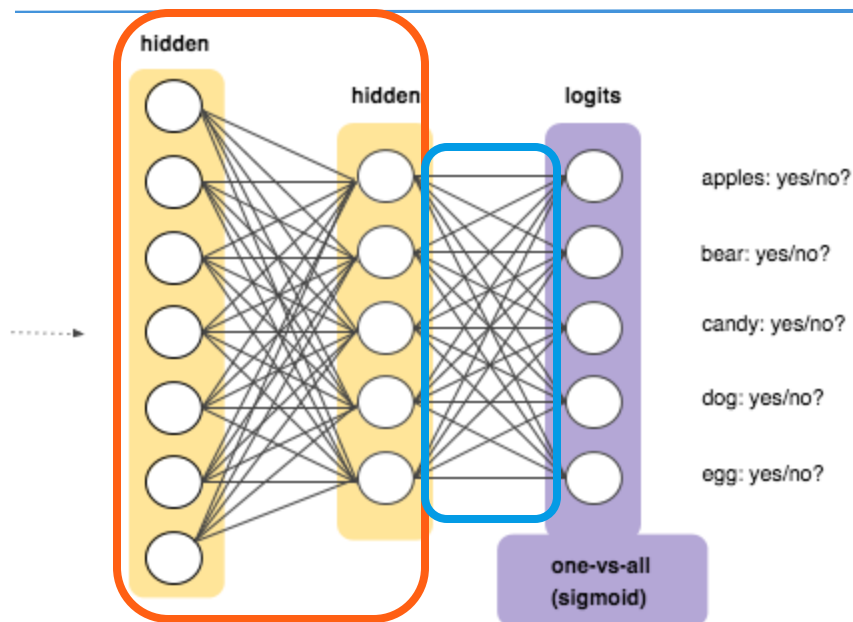 hidden
hidden
logits
apples: yes/no?
bear: yes/no?
candy: yes/no?
dog: yes/no?
egg: yes/no?
one-vs-all
(sigmoid)